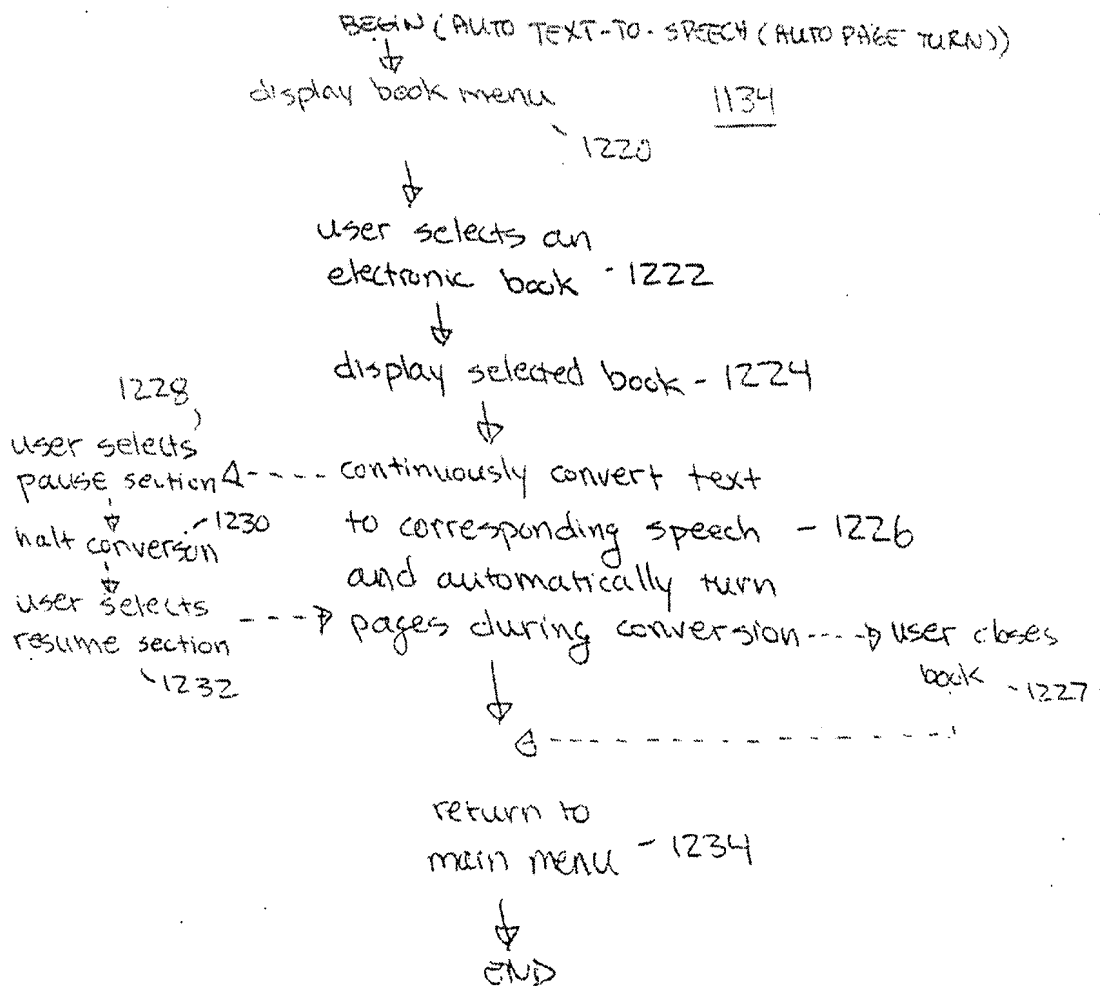 BEGIN (AUTO TEXT-TO-SPEECH (AUTO PAGE TURN))
display book menu
1134
1220
user selects an
electronic book - 1222
display selected book - 1224
1228
user selects
pause section
continuously convert text
to corresponding speech - 1226
and automatically turn
pages during conversion
1230
halt conversion
user selects
resume section
1232
user closes
book - 1227
return to
main menu - 1234
END